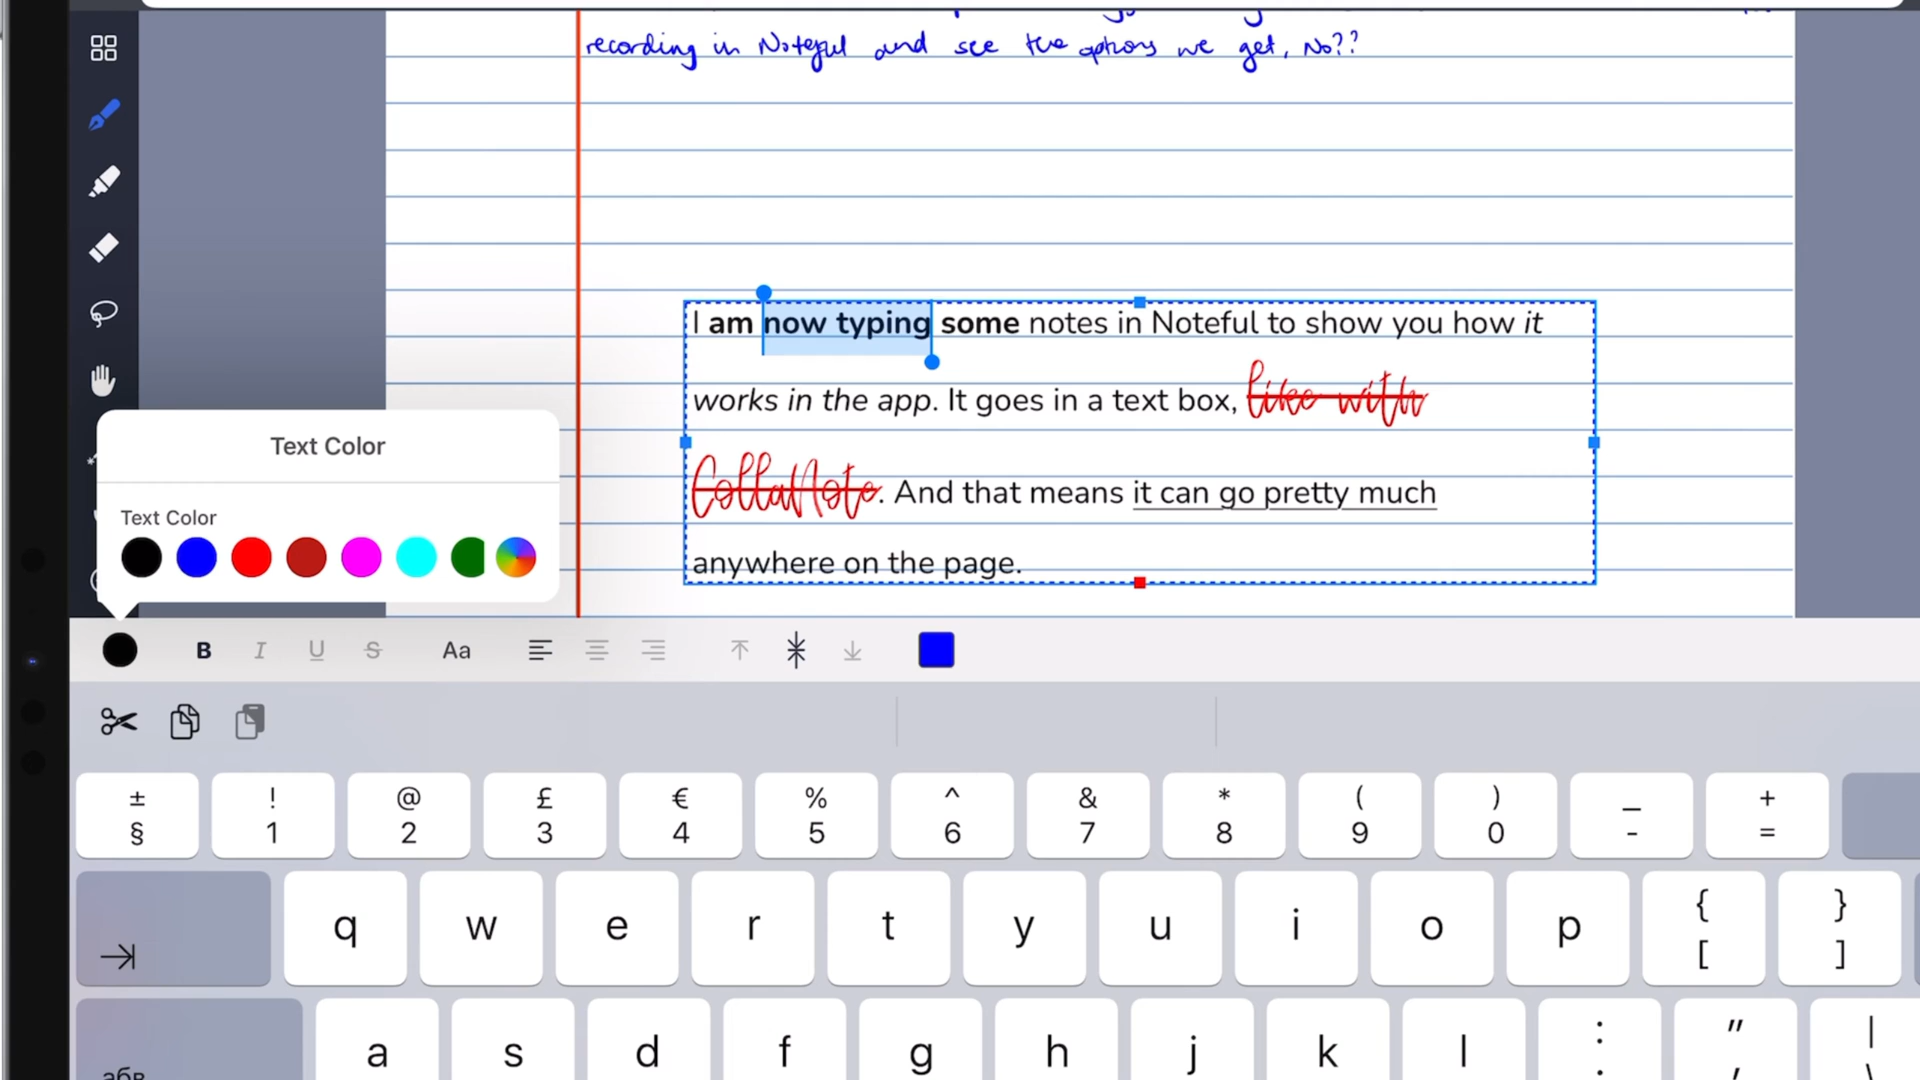 recording in Noteful and see the options we get, No??
I am now typing some notes in Noteful to show you how it
works in the app. It goes in a text box, like with
CollaNote. And that means it can go pretty much
anywhere on the page.
Text Color
Text Color
B I U S Aa
± ! @ £ € % ^ & * ( ) _ +
§ 1 2 3 4 5 6 7 8 9 0 - =
q w e r t y u i o p { }
[ ]
a s d f g h j k l : " |
абв